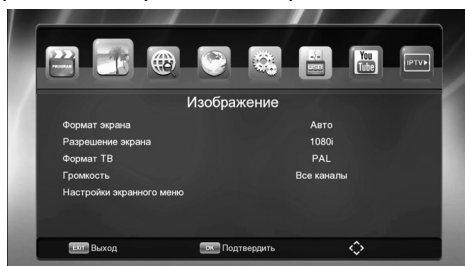 PROGRAM
You Tube
IPTV
Изображение
Формат экрана Авто
Разрешение экрана 1080i
Формат ТВ PAL
Громкость Все каналы
Настройки экранного меню
EXIT Выход OK Подтвердить